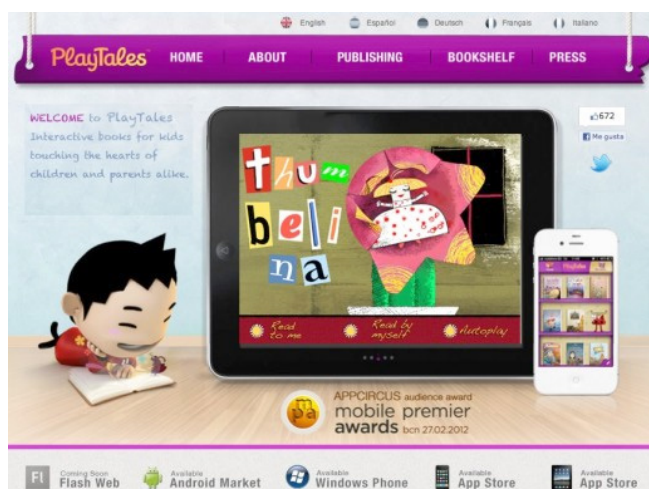 English Español Deutsch Français Italiano
PlayTales HOME ABOUT PUBLISHING BOOKSHELF PRESS
WELCOME to PlayTales
Interactive books for kids
touching the hearts of
children and parents alike.
672
Me gusta
thum
beli
na
Read to me
Read by myself
Autoplay
PlayTales
mpa
APPCIRCUS audience award
mobile premier
awards bcn 27.02.2012
Fl
Coming Soon
Flash Web
Available
Android Market
Available
Windows Phone
Available
App Store
Available
App Store